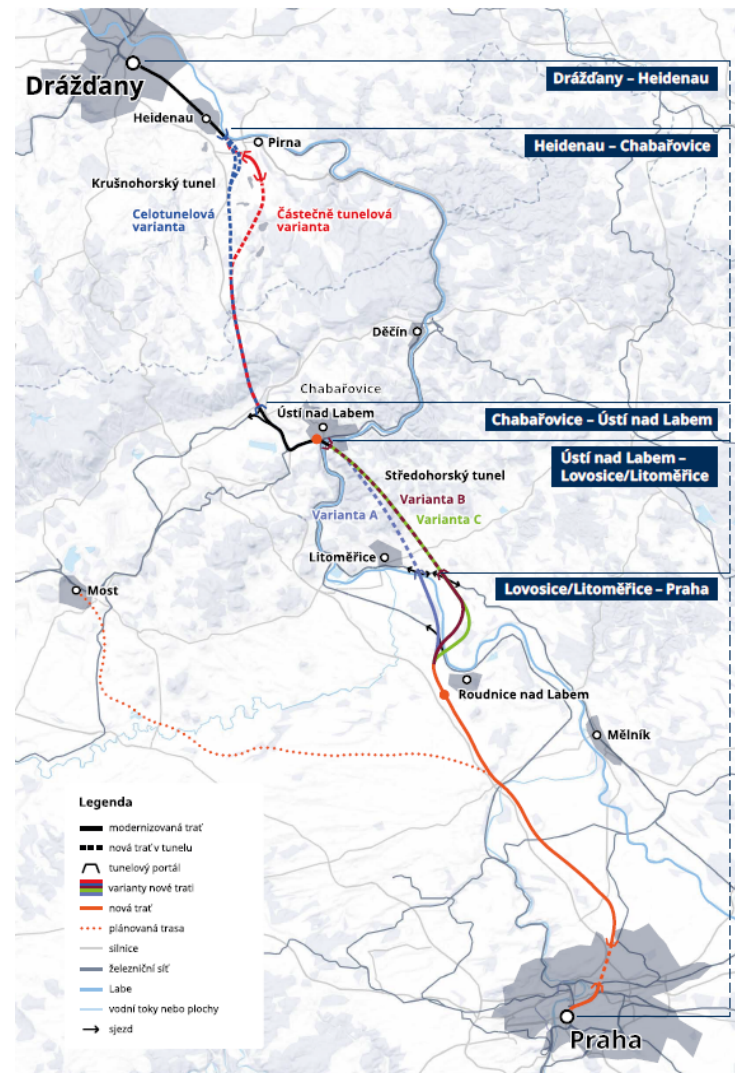 Drážďany
Drážďany – Heidenau
Heidenau
Heidenau – Chabařovice
Pirna
Krušnohorský tunel
Celotunelová
varianta
Částečně tunelová
varianta
Děčín
Chabařovice
Ústí nad Labem
Chabařovice – Ústí nad Labem
Ústí nad Labem –
Lovosice/Litoměřice
Středohorský tunel
Varianta B
Varianta A
Varianta C
Litoměřice
Lovosice/Litoměřice – Praha
Most
Roudnice nad Labem
Mělník
Legenda
modernizovaná trať
nová trať v tunelu
tunelový portál
varianty nové trati
nová trať
plánovaná trasa
silnice
železniční síť
Labe
vodní toky nebo plochy
sjezd
Praha